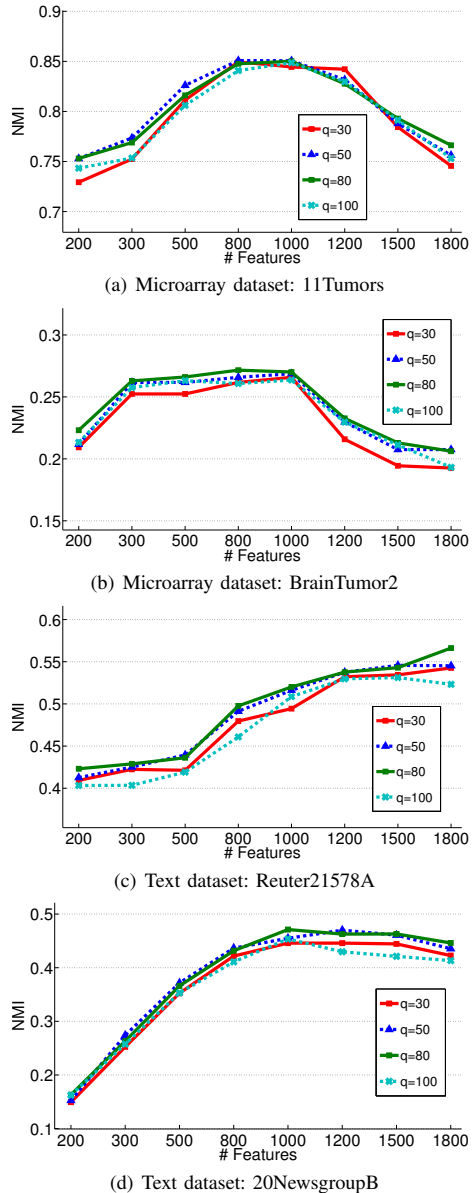 0.9
0.85
0.8
0.75
0.7
NMI
q=30
q=50
q=80
q=100
200 300 500 800 1000 1200 1500 1800
# Features
(a) Microarray dataset: 11Tumors
0.3
0.25
0.2
0.15
NMI
q=30
q=50
q=80
q=100
200 300 500 800 1000 1200 1500 1800
# Features
(b) Microarray dataset: BrainTumor2
0.6
0.55
0.5
0.45
0.4
NMI
q=30
q=50
q=80
q=100
200 300 500 800 1000 1200 1500 1800
# Features
(c) Text dataset: Reuter21578A
0.5
0.4
0.3
0.2
0.1
NMI
q=30
q=50
q=80
q=100
200 300 500 800 1000 1200 1500 1800
# Features
(d) Text dataset: 20NewsgroupB